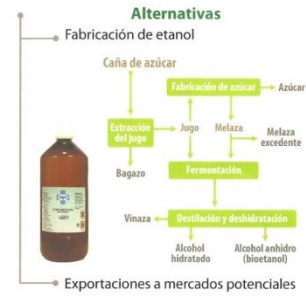 Alternativas
Fabricación de etanol
Caña de azúcar
Fabricación de azúcar
Azúcar
Extracción
del jugo
Jugo
Melaza
Melaza
excedente
Bagazo
Fermentación
Vinaza
Destilación y deshidratación
Alcohol
hidratado
Alcohol anhidro
(bioetanol)
Exportaciones a mercados potenciales